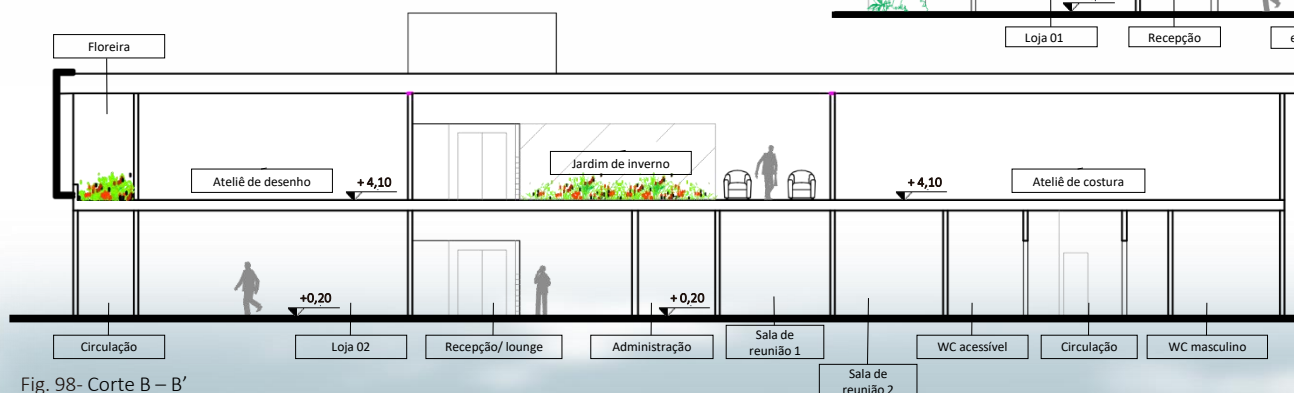 Loja 01
Recepção
e
Floreira
Jardim de inverno
Ateliê de desenho
+ 4,10
+ 4,10
Ateliê de costura
+0,20
+ 0,20
Circulação
Loja 02
Recepção/ lounge
Administração
Sala de
reunião 1
WC acessível
Circulação
WC masculino
Sala de
reunião 2
Fig. 98- Corte B – B’